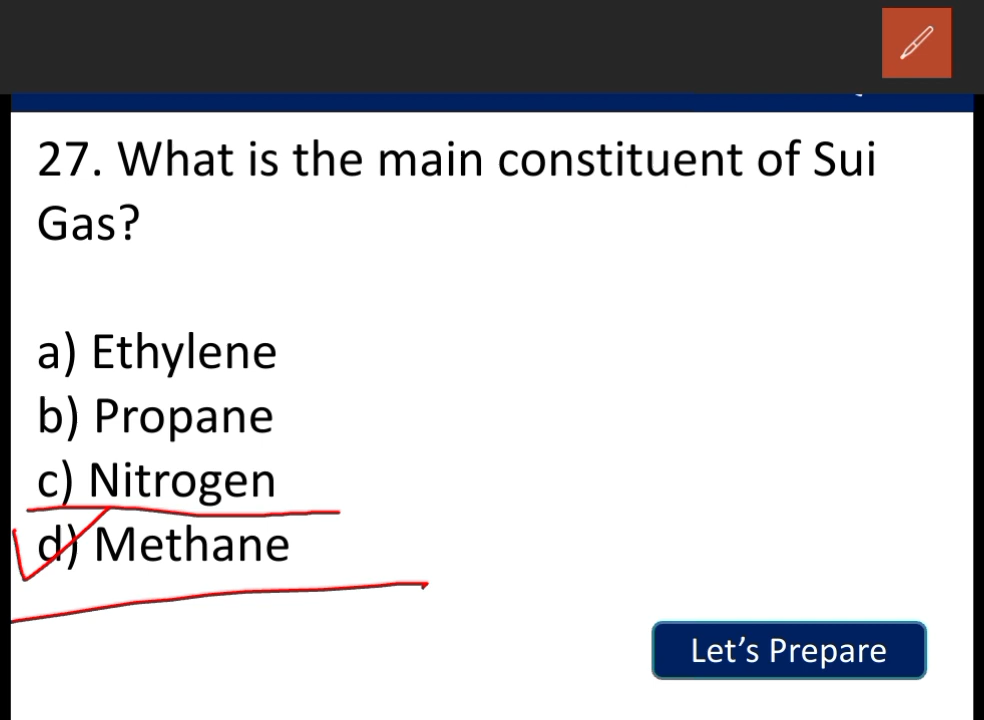 27. What is the main constituent of Sui
Gas?
a) Ethylene
b) Propane
c) Nitrogen
d) Methane
Let’s Prepare